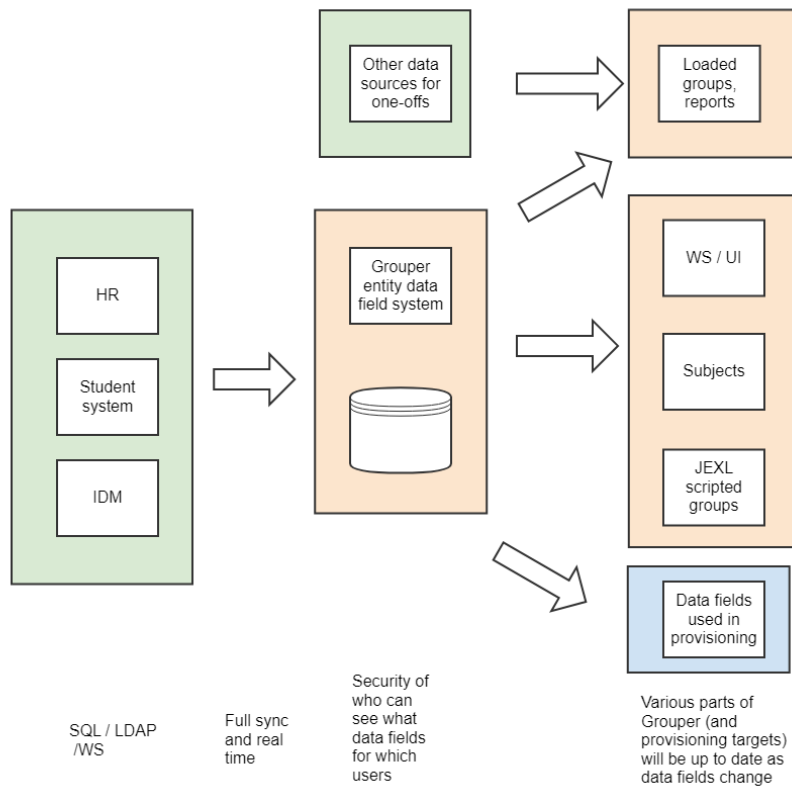 Other data
sources for
one-offs
Loaded
groups,
reports
HR
Student
system
IDM
Grouper
entity data
field system
WS / UI
Subjects
JEXL
scripted
groups
Data fields
used in
provisioning
SQL / LDAP
/WS
Full sync
and real
time
Security of
who can
see what
data fields
for which
users
Various parts of
Grouper (and
provisioning targets)
will be up to date as
data fields change